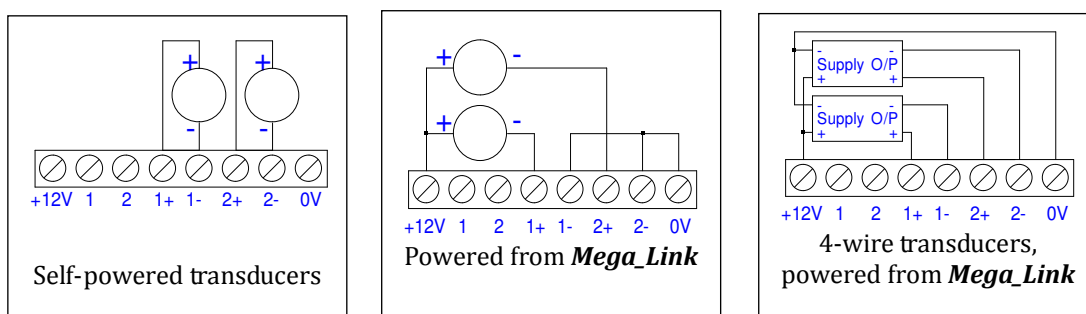 +
+
-
-
+12V 1 2 1+ 1- 2+ 2- 0V
Self-powered transducers
+
-
+
-
+12V 1 2 1+ 1- 2+ 2- 0V
Powered from Mega_Link
-
-
Supply O/P
+
+
-
-
Supply O/P
+
+
+12V 1 2 1+ 1- 2+ 2- 0V
4-wire transducers,
powered from Mega_Link